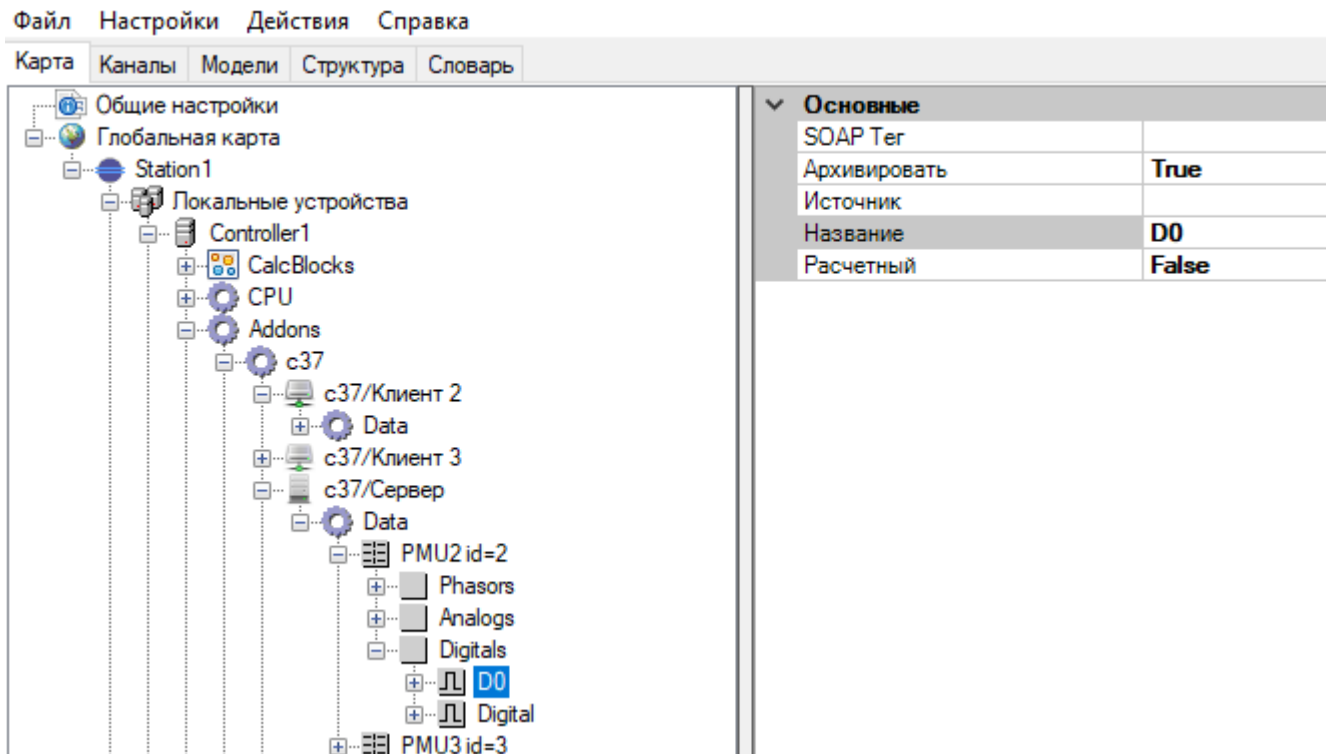 Файл Настройки Действия Справка
Карта Каналы Модели Структура Словарь
Общие настройки
Глобальная карта
Station1
Локальные устройства
Controller1
CalcBlocks
CPU
Addons
c37
c37/Клиент 2
Data
c37/Клиент 3
c37/Сервер
Data
PMU2 id=2
Phasors
Analogs
Digitals
D0
Digital
PMU3 id=3
Основные
SOAP Тег
Архивировать True
Источник
Название D0
Расчетный False